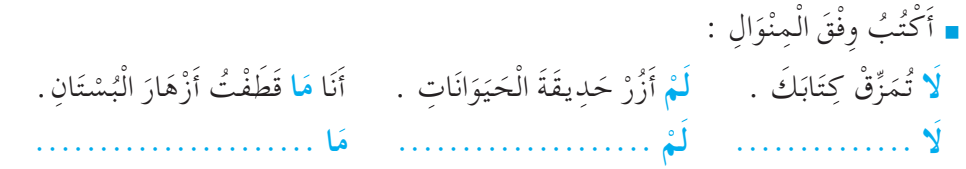 ▪ أَكْتُبُ وِفْقَ الْمِنْوَالِ :
لَا تُمَزِّقْ كِتَابَكَ . لَمْ أَزُرْ حَدِيقَةَ الْحَيَوَانَاتِ . أَنَا مَا قَطَفْتُ أَزْهَارَ الْبُسْتَانِ .
لَا .............. لَمْ .................... مَا ......................